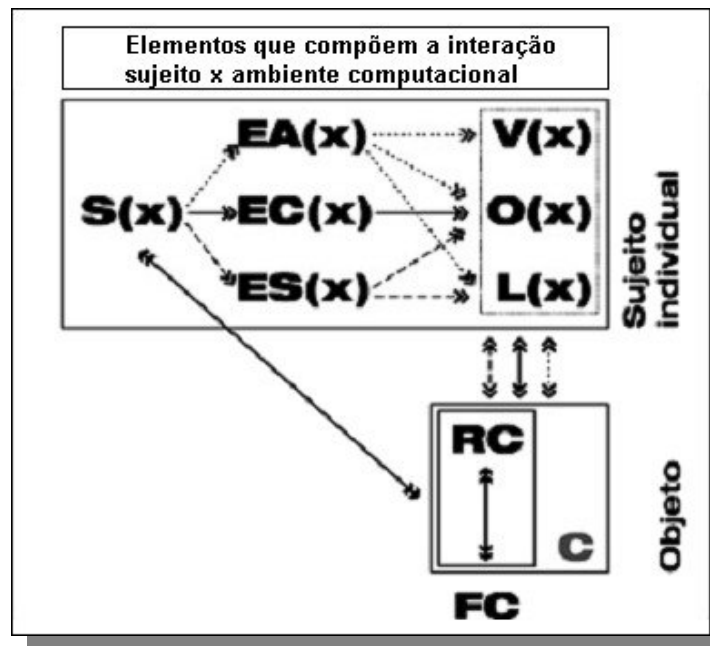 Elementos que compõem a interação
sujeito x ambiente computacional
EA(x) V(x)
S(x) EC(x) O(x)
ES(x) L(x)
Sujeito
individual
RC
C
Objeto
FC